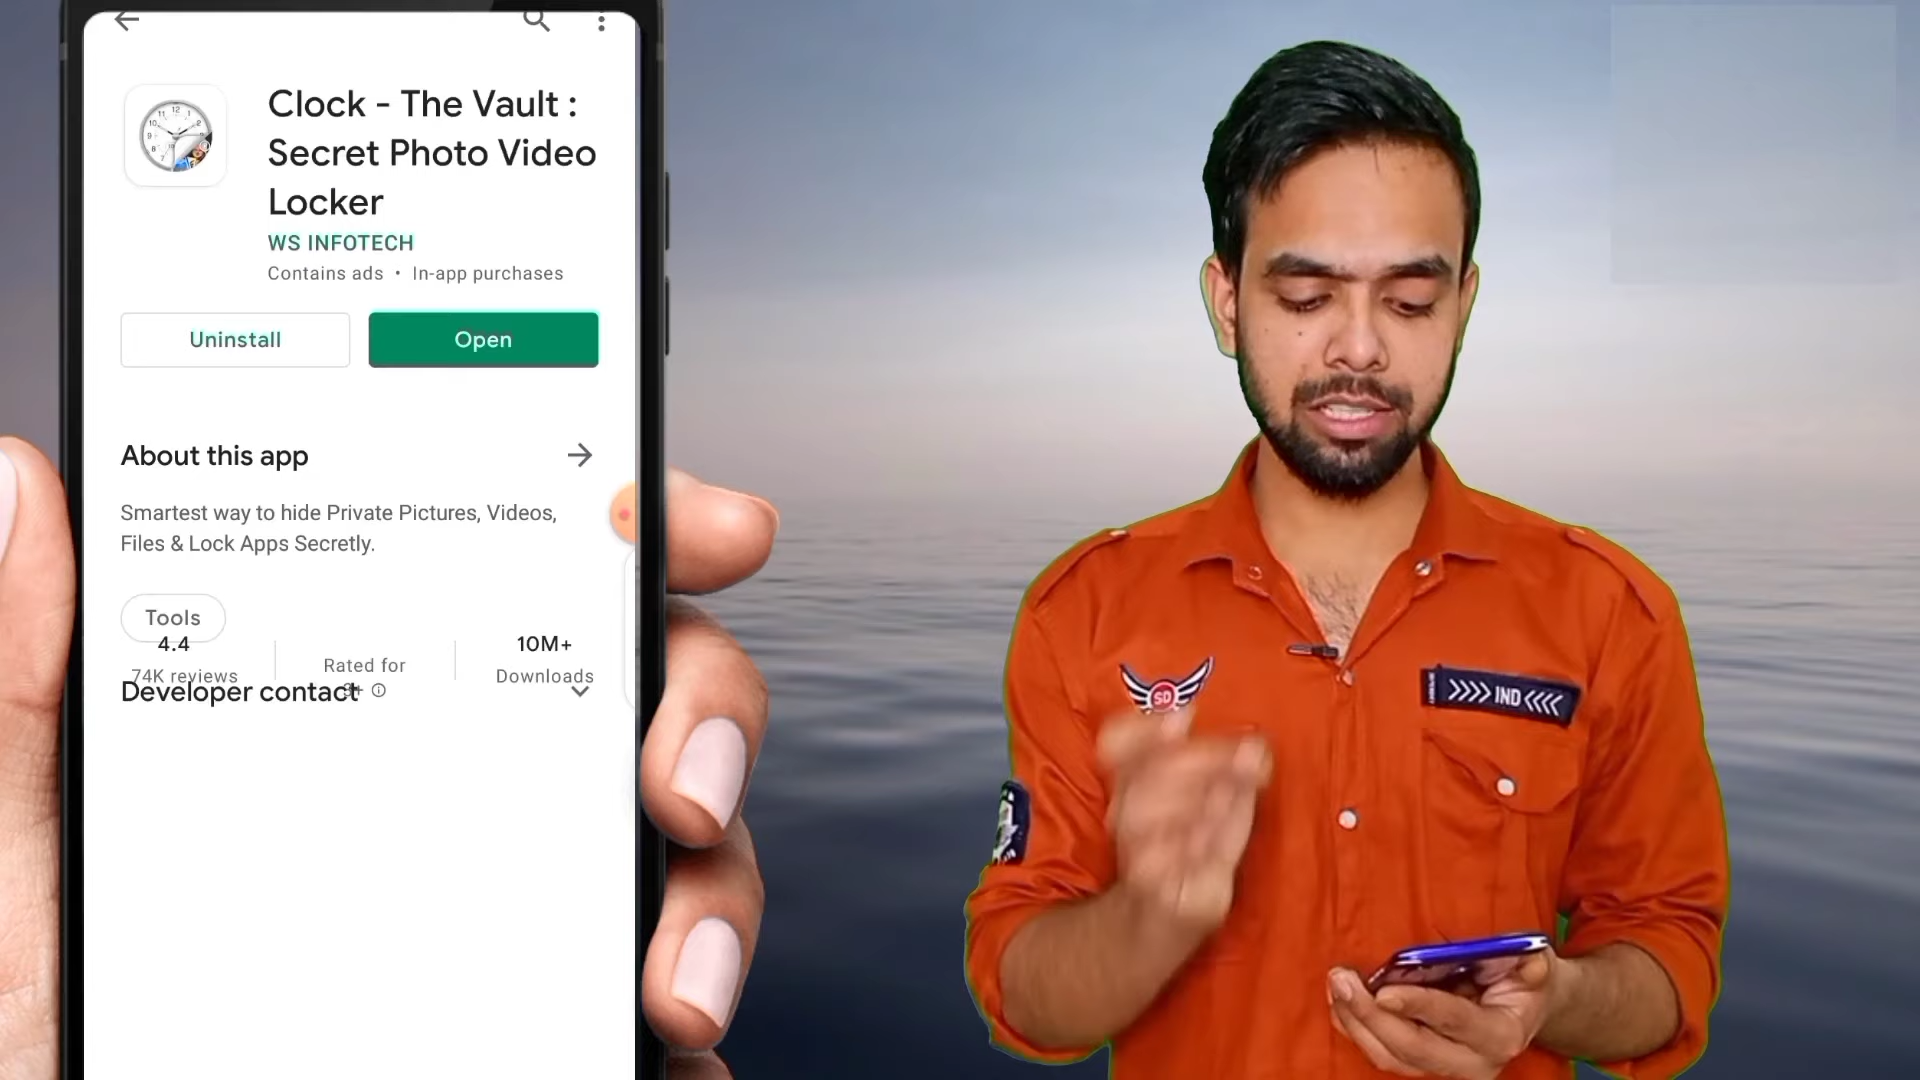 Clock - The Vault :
Secret Photo Video
Locker
WS INFOTECH
Contains ads • In-app purchases
Uninstall
Open
About this app
Smartest way to hide Private Pictures, Videos,
Files & Lock Apps Secretly.
Tools
4.4
74K reviews
Rated for
10M+
Downloads
Developer contact
SD
IND